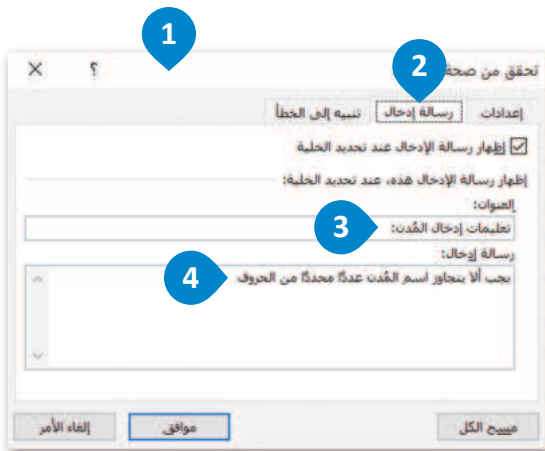 1
تحقق من صحة
؟
2
إعدادات
رسالة إدخال
تنبيه إلى الخطأ
إظهار رسالة الإدخال عند تحديد الخلية
إظهار رسالة الإدخال هذه، عند تحديد الخلية:
العنوان:
تعليمات إدخال المُدن:
3
رسالة إدخال:
يجب ألا يتجاوز اسم المُدن عددًا محددًا من الحروف
4
مسح الكل
موافق
إلغاء الأمر